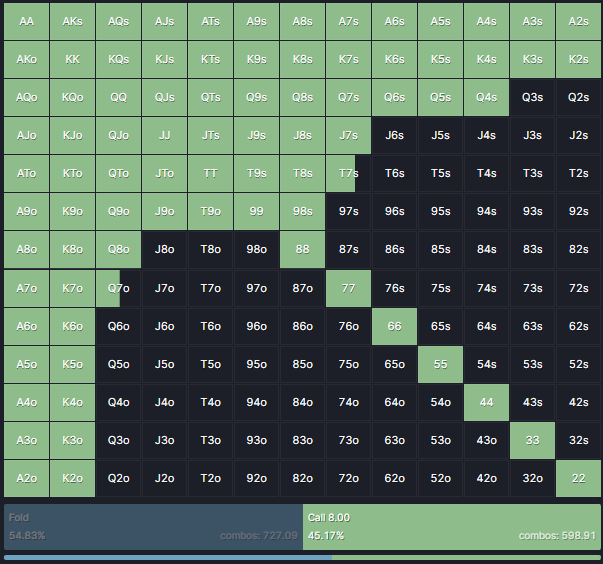 AA AKs AQs AJs ATs A9s A8s A7s A6s A5s A4s A3s A2s
AKo KK KQs KJs KTs K9s K8s K7s K6s K5s K4s K3s K2s
AQo KQo QQ QJs QTs Q9s Q8s Q7s Q6s Q5s Q4s Q3s Q2s
AJo KJo QJo JJ JTs J9s J8s J7s J6s J5s J4s J3s J2s
ATo KTo QTo JTo TT T9s T8s T7s T6s T5s T4s T3s T2s
A9o K9o Q9o J9o T9o 99 98s 97s 96s 95s 94s 93s 92s
A8o K8o Q8o J8o T8o 98o 88 87s 86s 85s 84s 83s 82s
A7o K7o Q7o J7o T7o 97o 87o 77 76s 75s 74s 73s 72s
A6o K6o Q6o J6o T6o 96o 86o 76o 66 65s 64s 63s 62s
A5o K5o Q5o J5o T5o 95o 85o 75o 65o 55 54s 53s 52s
A4o K4o Q4o J4o T4o 94o 84o 74o 64o 54o 44 43s 42s
A3o K3o Q3o J3o T3o 93o 83o 73o 63o 53o 43o 33 32s
A2o K2o Q2o J2o T2o 92o 82o 72o 62o 52o 42o 32o 22
Fold Call 8.00
54.83% combos: 727.09 45.17% combos: 598.91